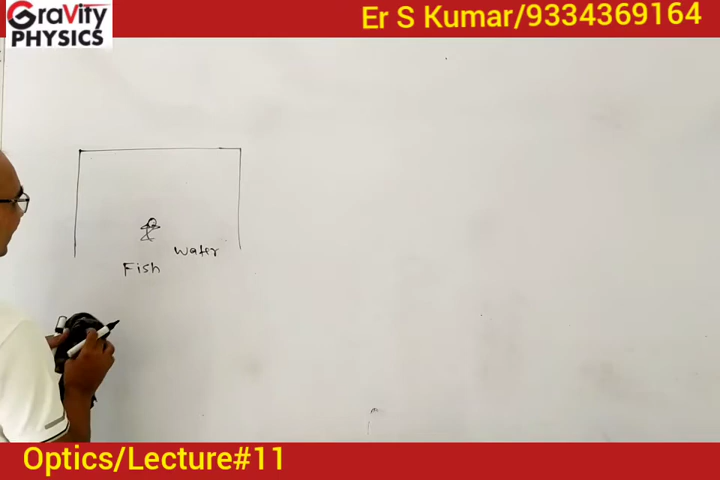 GraVity
PHYSICS
Er S Kumar/9334369164
Water
Fish
Optics/Lecture#11